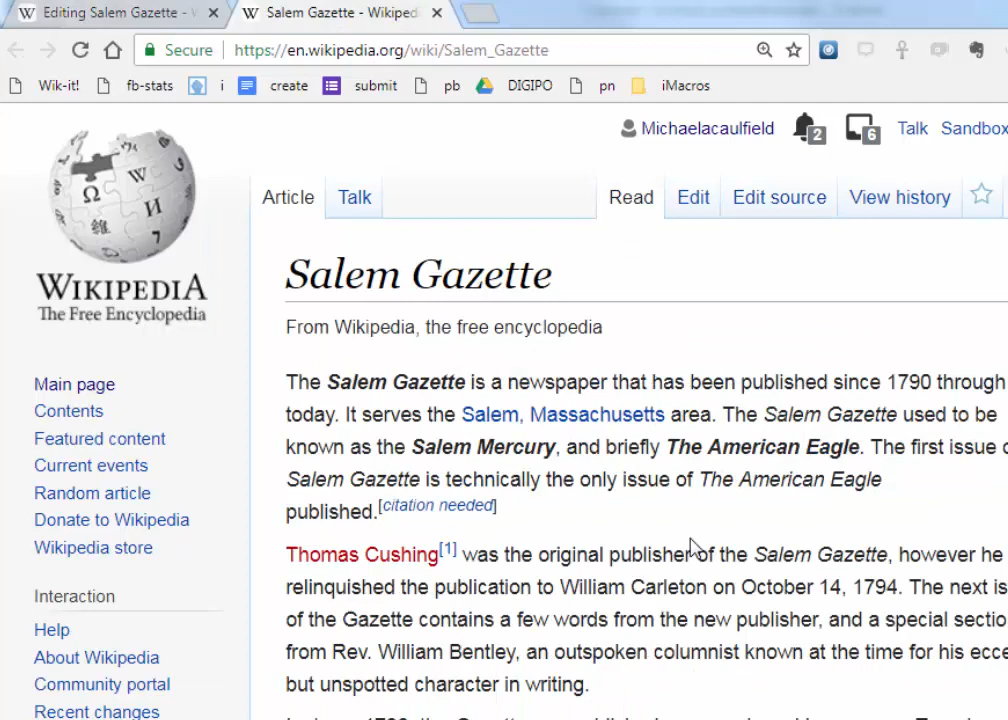 Editing Salem Gazette -
Salem Gazette - Wikiped
Secure https://en.wikipedia.org/wiki/Salem_Gazette
Wik-it! fb-stats i create submit pb DIGIPO pn iMacros
Michaelacaulfield 2 6 Talk Sandbox
Article Talk Read Edit Edit source View history
WIKIPEDIA
The Free Encyclopedia
Salem Gazette
From Wikipedia, the free encyclopedia
The Salem Gazette is a newspaper that has been published since 1790 through
today. It serves the Salem, Massachusetts area. The Salem Gazette used to be
known as the Salem Mercury, and briefly The American Eagle. The first issue
Salem Gazette is technically the only issue of The American Eagle
published.[citation needed]
Thomas Cushing[1] was the original publisher of the Salem Gazette, however he
relinquished the publication to William Carleton on October 14, 1794. The next is
of the Gazette contains a few words from the new publisher, and a special sectio
from Rev. William Bentley, an outspoken columnist known at the time for his ecce
but unspotted character in writing.
Main page
Contents
Featured content
Current events
Random article
Donate to Wikipedia
Wikipedia store
Interaction
Help
About Wikipedia
Community portal
Recent changes